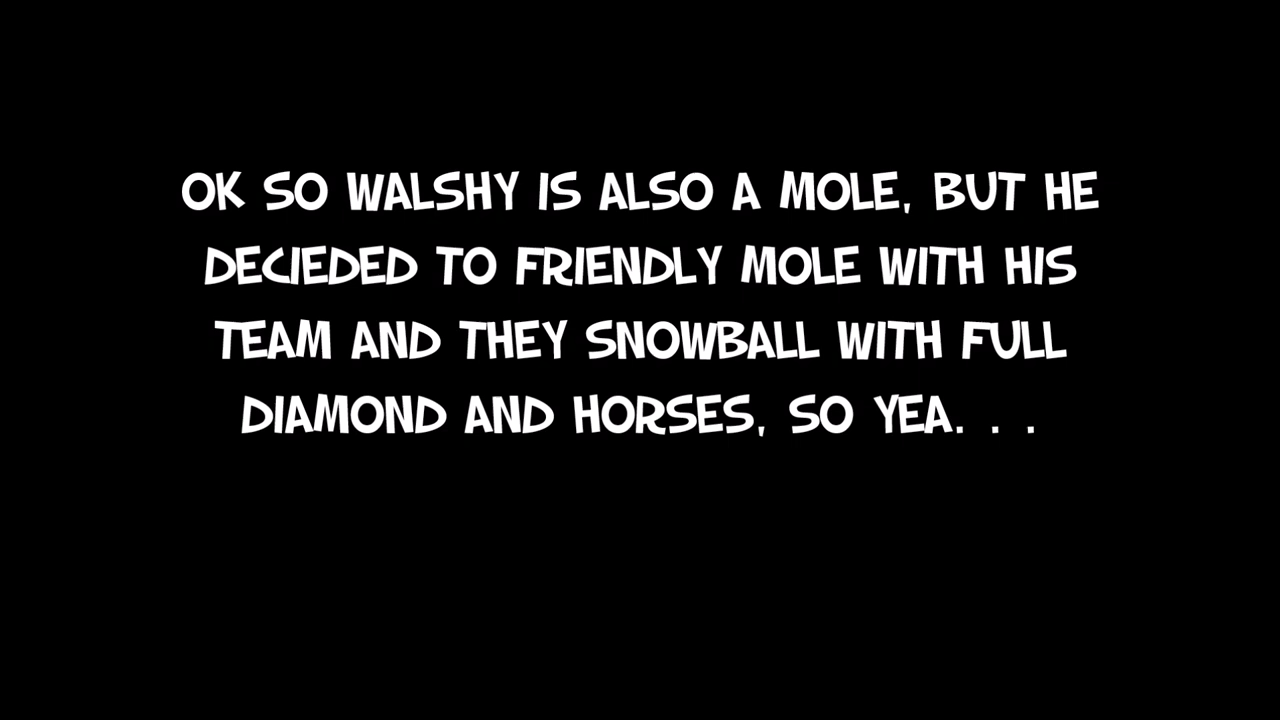 OK SO WALSHY IS ALSO A MOLE, BUT HE
DECIEDED TO FRIENDLY MOLE WITH HIS
TEAM AND THEY SNOWBALL WITH FULL
DIAMOND AND HORSES, SO YEA. . .